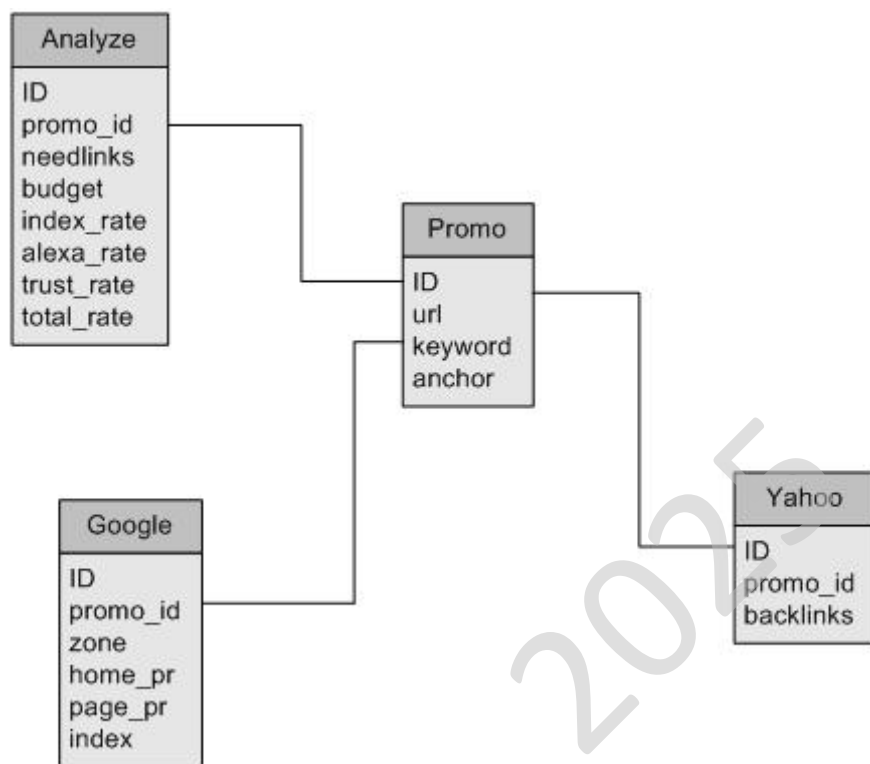 Analyze
ID
promo_id
needlinks
budget
index_rate
alexa_rate
trust_rate
total_rate
Promo
ID
url
keyword
anchor
Google
ID
promo_id
zone
home_pr
page_pr
index
Yahoo
ID
promo_id
backlinks
2025